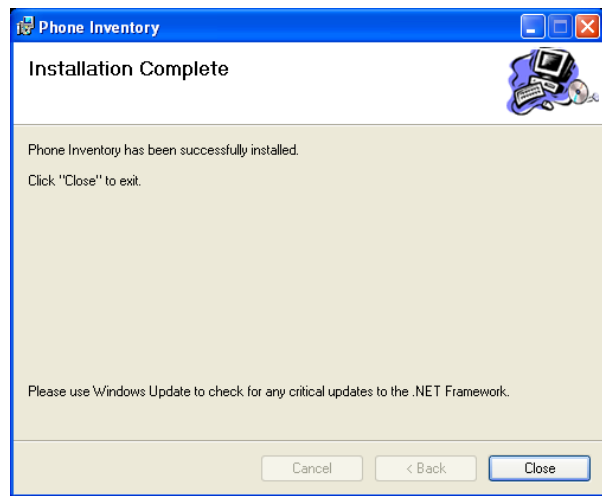 Phone Inventory
Installation Complete
Phone Inventory has been successfully installed.
Click "Close" to exit.
Please use Windows Update to check for any critical updates to the .NET Framework.
Cancel
< Back
Close